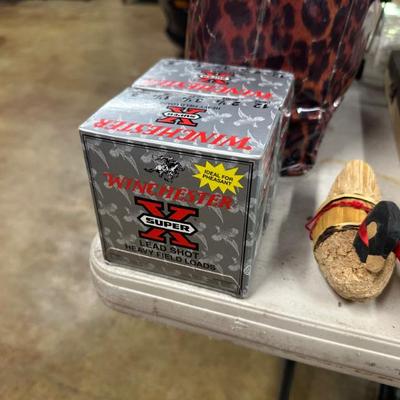 WINCHESTER
X
SUPER
WINCHESTER
IDEAL FOR
PHEASANT
WINCHESTER
X
SUPER
LEAD SHOT
HEAVY FIELD LOADS